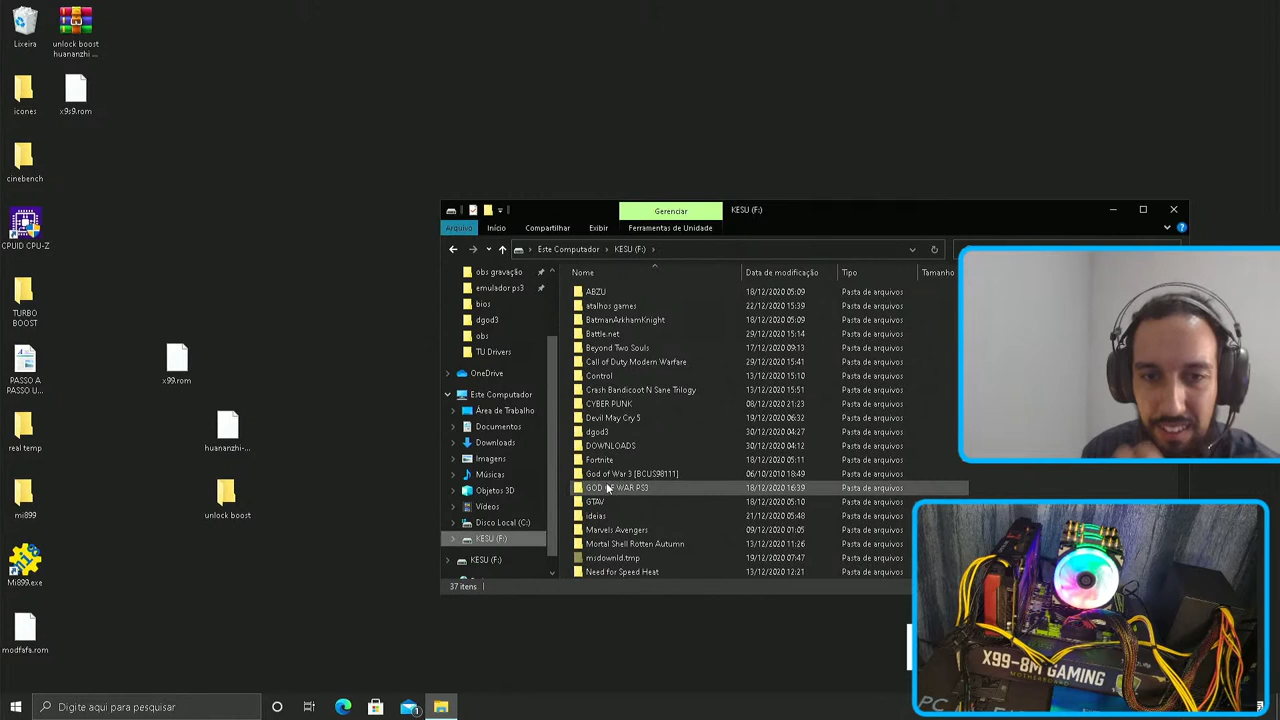 Lixeira
unlock boost
huananzhi ...
icones
x9s9.rom
cinebench
CPUID CPU-Z
TURBO
BOOST
PASSO A
PASSO U...
x99.rom
real temp
huananzhi-...
mi899
unlock boost
Mi899.exe
modfafa.rom
Gerenciar
KESU (F:)
Arquivo
Início
Compartilhar
Exibir
Ferramentas de Unidade
Este Computador
KESU (F:)
obs gravação
emulador ps3
bios
dgod3
obs
TU Drivers
OneDrive
Este Computador
Área de Trabalho
Documentos
Downloads
Imagens
Músicas
Objetos 3D
Vídeos
Disco Local (C:)
KESU (F:)
KESU (F:)
Nome Data de modificação Tipo Tamanho
ABZU 18/12/2020 05:09 Pasta de arquivos
atalhos games 22/12/2020 15:39 Pasta de arquivos
BatmanArkhamKnight 18/12/2020 05:09 Pasta de arquivos
Battle.net 29/12/2020 15:14 Pasta de arquivos
Beyond Two Souls 17/12/2020 09:13 Pasta de arquivos
Call of Duty Modern Warfare 29/12/2020 15:41 Pasta de arquivos
Control 13/12/2020 15:10 Pasta de arquivos
Crash Bandicoot N Sane Trilogy 13/12/2020 15:51 Pasta de arquivos
CYBER PUNK 08/12/2020 21:23 Pasta de arquivos
Devil May Cry 5 19/12/2020 06:32 Pasta de arquivos
dgod3 30/12/2020 04:27 Pasta de arquivos
DOWNLOADS 30/12/2020 04:12 Pasta de arquivos
Fortnite 18/12/2020 05:11 Pasta de arquivos
God of War 3 [BCUS98111] 06/10/2010 18:49 Pasta de arquivos
GOD OF WAR PS3 18/12/2020 16:39 Pasta de arquivos
GTAV 18/12/2020 05:10 Pasta de arquivos
ideias 21/12/2020 05:48 Pasta de arquivos
Marvels Avengers 09/12/2020 01:05 Pasta de arquivos
Mortal Shell Rotten Autumn 13/12/2020 11:26 Pasta de arquivos
msdownld.tmp 19/12/2020 07:47 Pasta de arquivos
Need for Speed Heat 13/12/2020 12:21 Pasta de arquivos
37 itens
X99-8M GAMING
MOTHERBOARD
Digite aqui para pesquisar
1